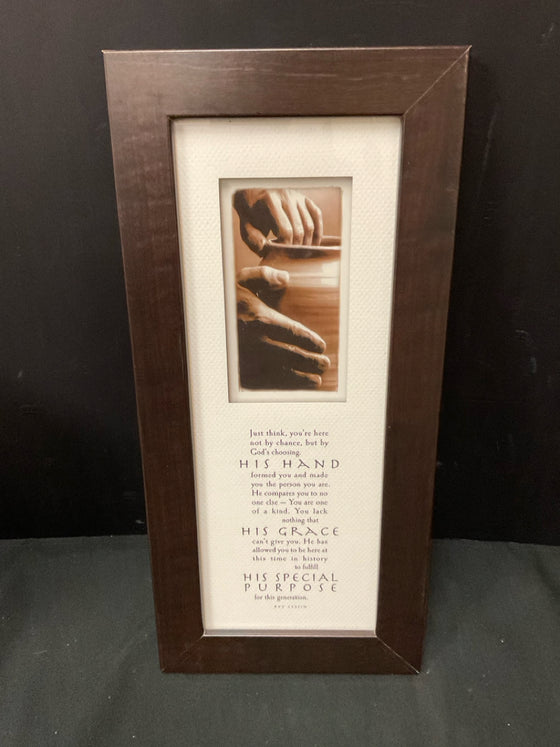 Just think, you're here
not by chance, but by
God's choosing.
HIS HAND
formed you and made
you the person you are.
He compares you to no
one else — You are one
of a kind. You lack
nothing that
HIS GRACE
can't give you. He has
allowed you to be here at
this time in history
to fulfill
HIS SPECIAL
PURPOSE
for this generation.
ROY LESSIN